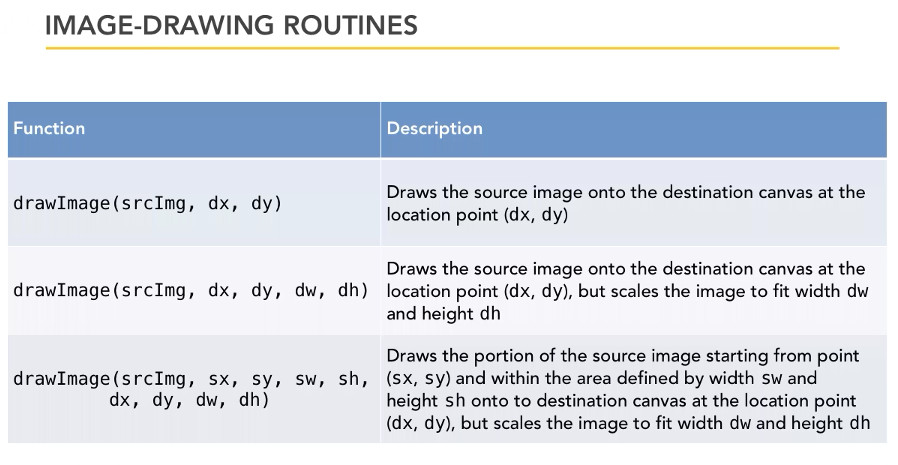 IMAGE-DRAWING ROUTINES
Function
Description
drawImage(srcImg, dx, dy)
Draws the source image onto the destination canvas at the
location point (dx, dy)
drawImage(srcImg, dx, dy, dw, dh)
Draws the source image onto the destination canvas at the
location point (dx, dy), but scales the image to fit width dw
and height dh
drawImage(srcImg, sx, sy, sw, sh,
dx, dy, dw, dh)
Draws the portion of the source image starting from point
(sx, sy) and within the area defined by width sw and
height sh onto to destination canvas at the location point
(dx, dy), but scales the image to fit width dw and height dh